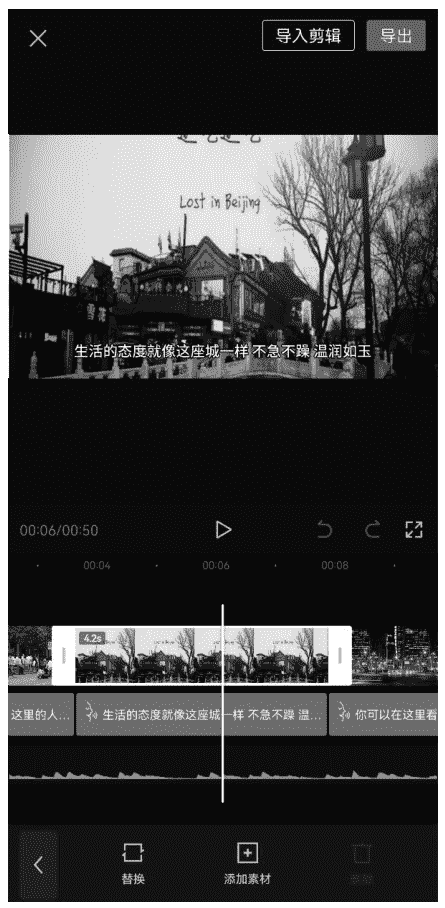 导入剪辑
导出
Lost in Beijing
生活的态度就像这座城一样 不急不躁 温润如玉
00:06/00:50
00:04
00:06
00:08
4.2s
这里的人...
生活的态度就像这座城一样 不急不躁 温...
你可以在这里看
替换
添加素材